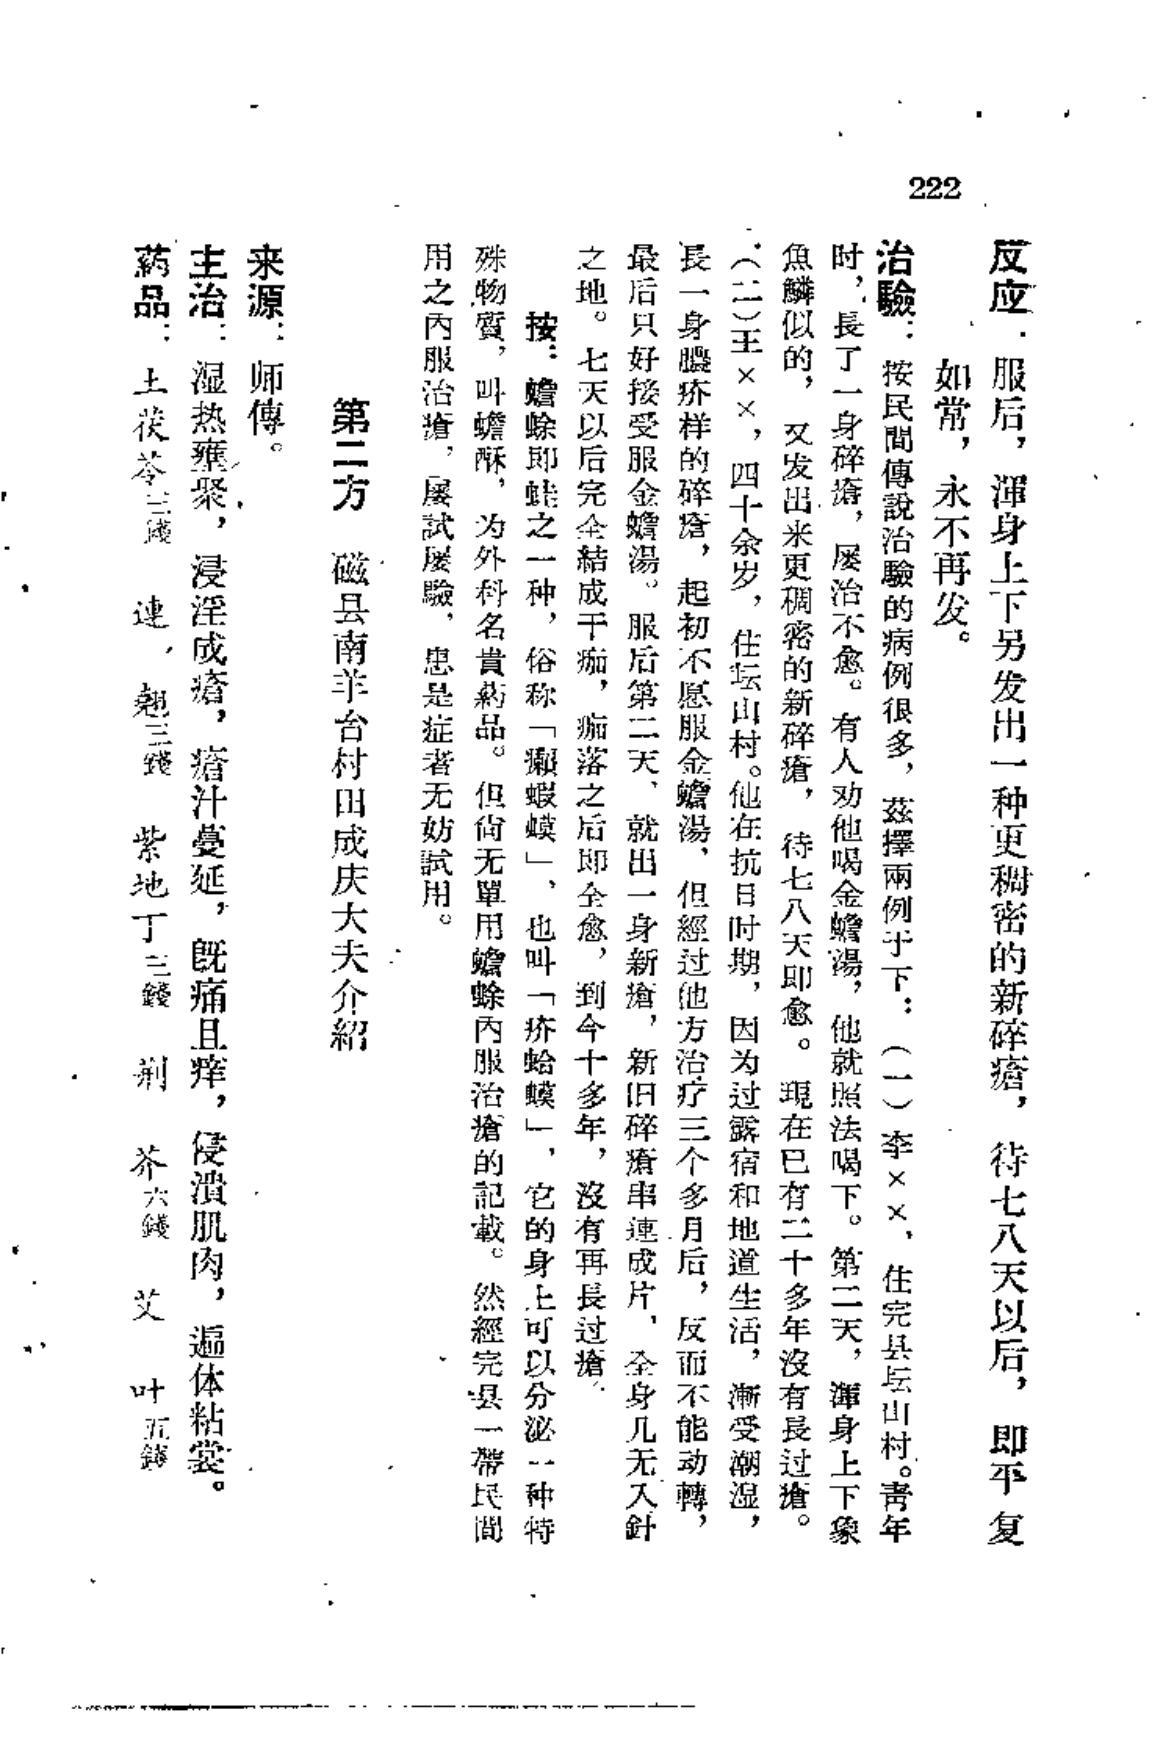 222
反应：服后，渾身上下另发出一种更稠密的新碎瘡，待七八天以后，即平复
如常，永不再发。
治驗：按民間傳說治驗的病例很多，茲擇兩例于下：（一）李××，住完县坛山村。青年
时，長了一身碎瘡，屡治不愈。有人劝他喝金蟾湯，他就照法喝下。第二天，渾身上下象
魚鱗似的，又发出来更稠密的新碎瘡，待七八天即愈。現在已有二十多年沒有長过瘡。
（二）王××，四十余岁，住坛山村。他在抗日时期，因为过露宿和地道生活，漸受潮湿，
長一身膿疥样的碎瘡，起初不愿服金蟾湯，但經过他方治疗三个多月后，反而不能动轉，
最后只好接受服金蟾湯。服后第二天，就出一身新瘡，新旧碎瘡串連成片，全身几无入針
之地。七天以后完全結成干痂，痂落之后即全愈，到今十多年，沒有再長过瘡。
按：蟾蜍即蛙之一种，俗称「癩蝦蟆」，也叫「疥蛤蟆」，它的身上可以分泌一种特
殊物質，叫蟾酥，为外科名貴葯品。但尙无單用蟾蜍內服治瘡的記載。然經完县一帶民間
用之內服治瘡，屡試屡驗，患是症者无妨試用。
第二方　磁县南羊台村田成庆大夫介紹
来源：师傳。
主治：湿热壅聚，浸淫成瘡，瘡汁蔓延，旣痛且痒，侵潰肌肉，遍体粘裳。
葯品：土茯苓三錢　連　翹三錢　紫地丁三錢　荆　芥六錢　艾　叶五錢